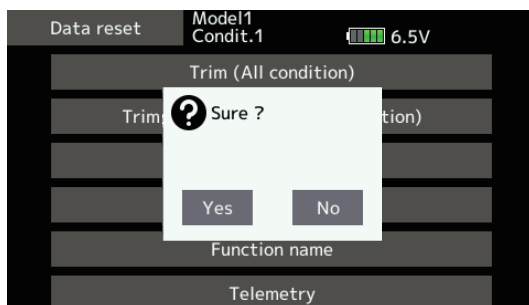 Data reset
Model1
Condit.1
6.5V
Trim (All condition)
Trim
tion)
? Sure ?
Yes
No
Function name
Telemetry